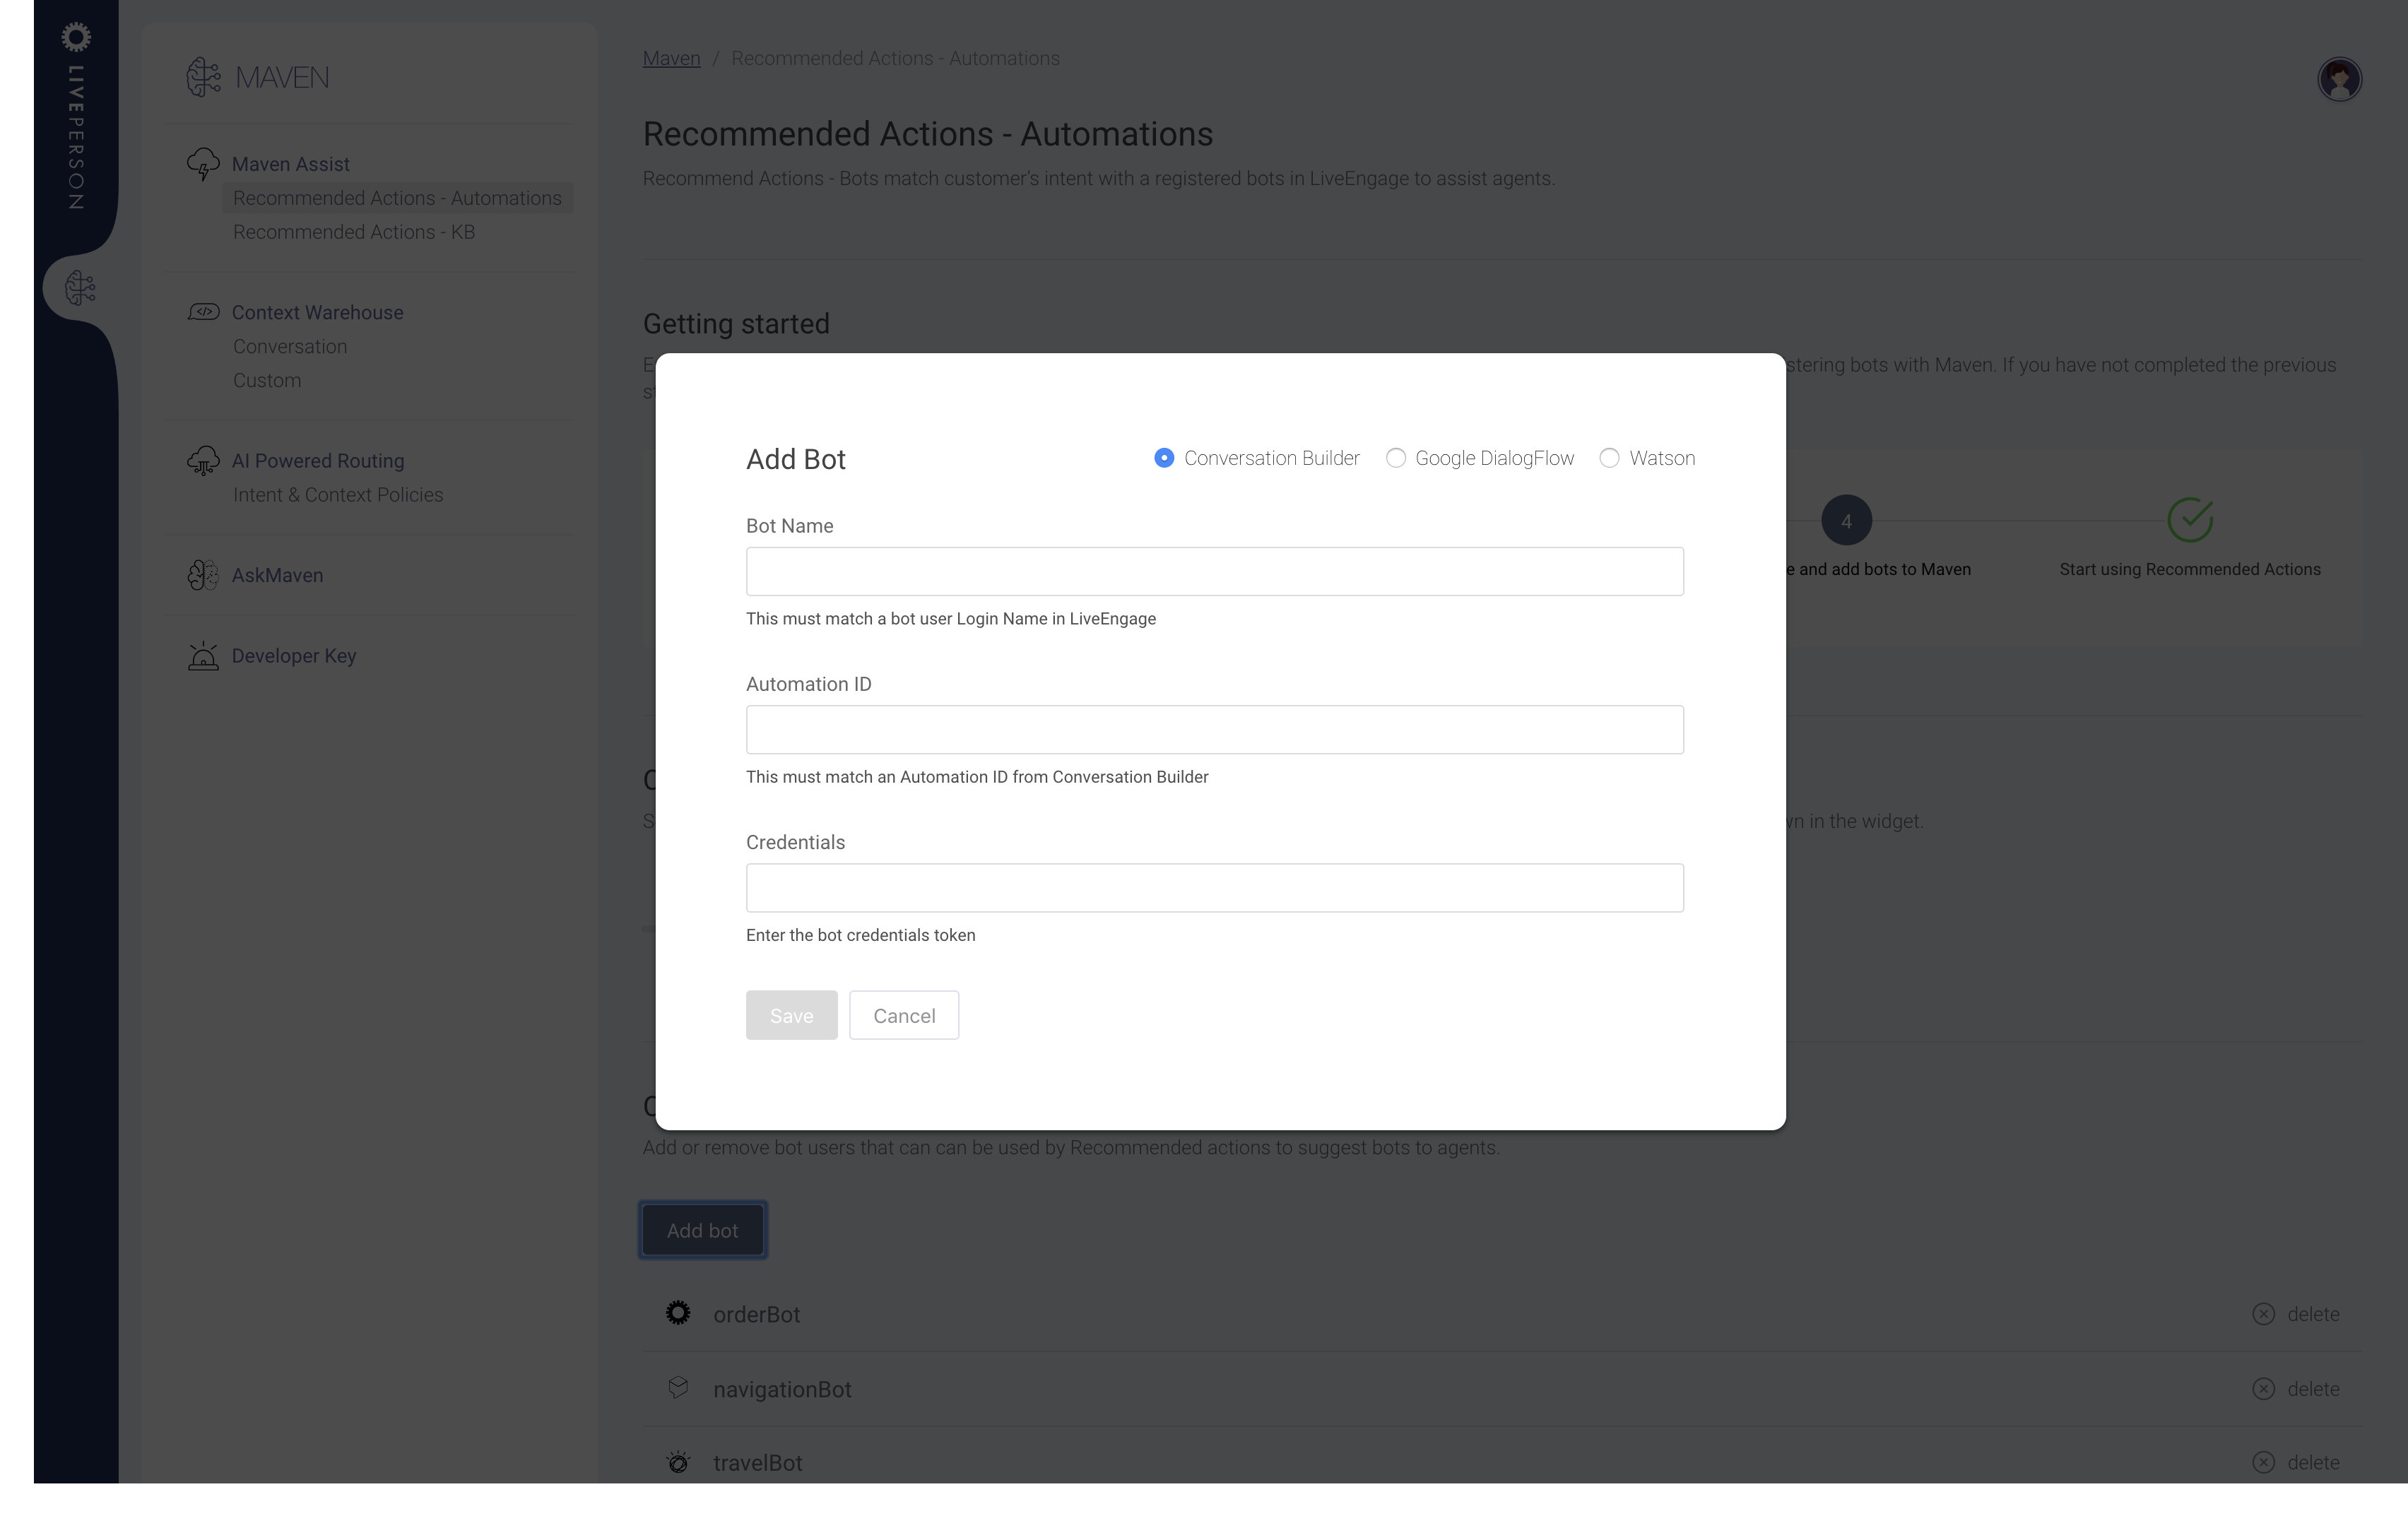 LIVEPERSON
MAVEN
Maven Assist
Recommended Actions - Automations
Recommended Actions - KB
Context Warehouse
Conversation
Custom
AI Powered Routing
Intent & Context Policies
AskMaven
Developer Key
Maven / Recommended Actions - Automations
Recommended Actions - Automations
Recommend Actions - Bots match customer's intent with a registered bots in LiveEngage to assist agents.
Getting started
stering bots with Maven. If you have not completed the previous
4
e and add bots to Maven
Start using Recommended Actions
wn in the widget.
Add Bot
Conversation Builder
Google DialogFlow
Watson
Bot Name
This must match a bot user Login Name in LiveEngage
Automation ID
This must match an Automation ID from Conversation Builder
Credentials
Enter the bot credentials token
Save
Cancel
Add or remove bot users that can can be used by Recommended actions to suggest bots to agents.
Add bot
orderBot
delete
navigationBot
delete
travelBot
delete